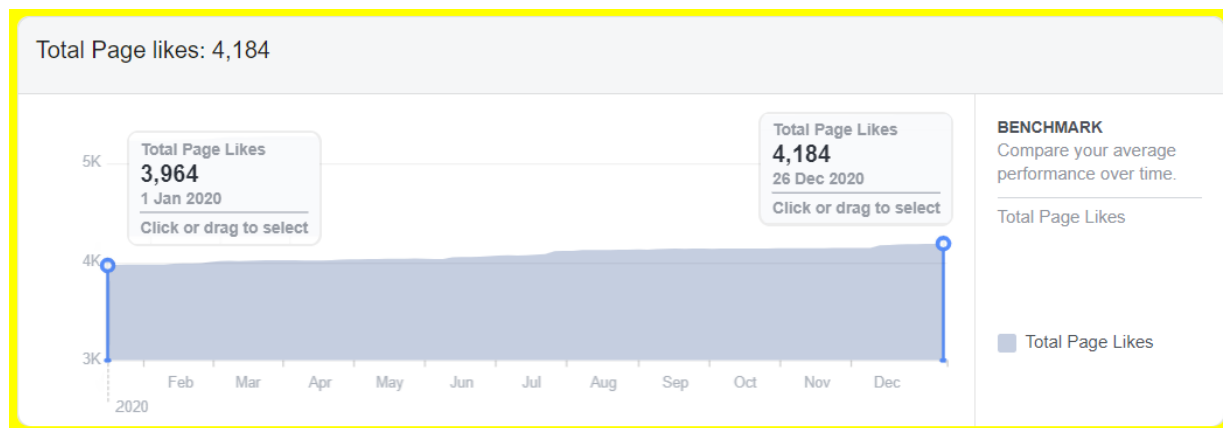 Total Page likes: 4,184
5K
4K
3K
Total Page Likes
3,964
1 Jan 2020
Click or drag to select
Total Page Likes
4,184
26 Dec 2020
Click or drag to select
Feb Mar Apr May Jun Jul Aug Sep Oct Nov Dec
2020
BENCHMARK
Compare your average
performance over time.
Total Page Likes
Total Page Likes